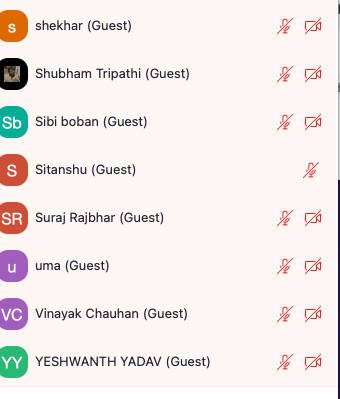 s shekhar (Guest)
Shubham Tripathi (Guest)
Sb Sibi boban (Guest)
S Sitanshu (Guest)
SR Suraj Rajbhar (Guest)
u uma (Guest)
VC Vinayak Chauhan (Guest)
YY YESHWANTH YADAV (Guest)